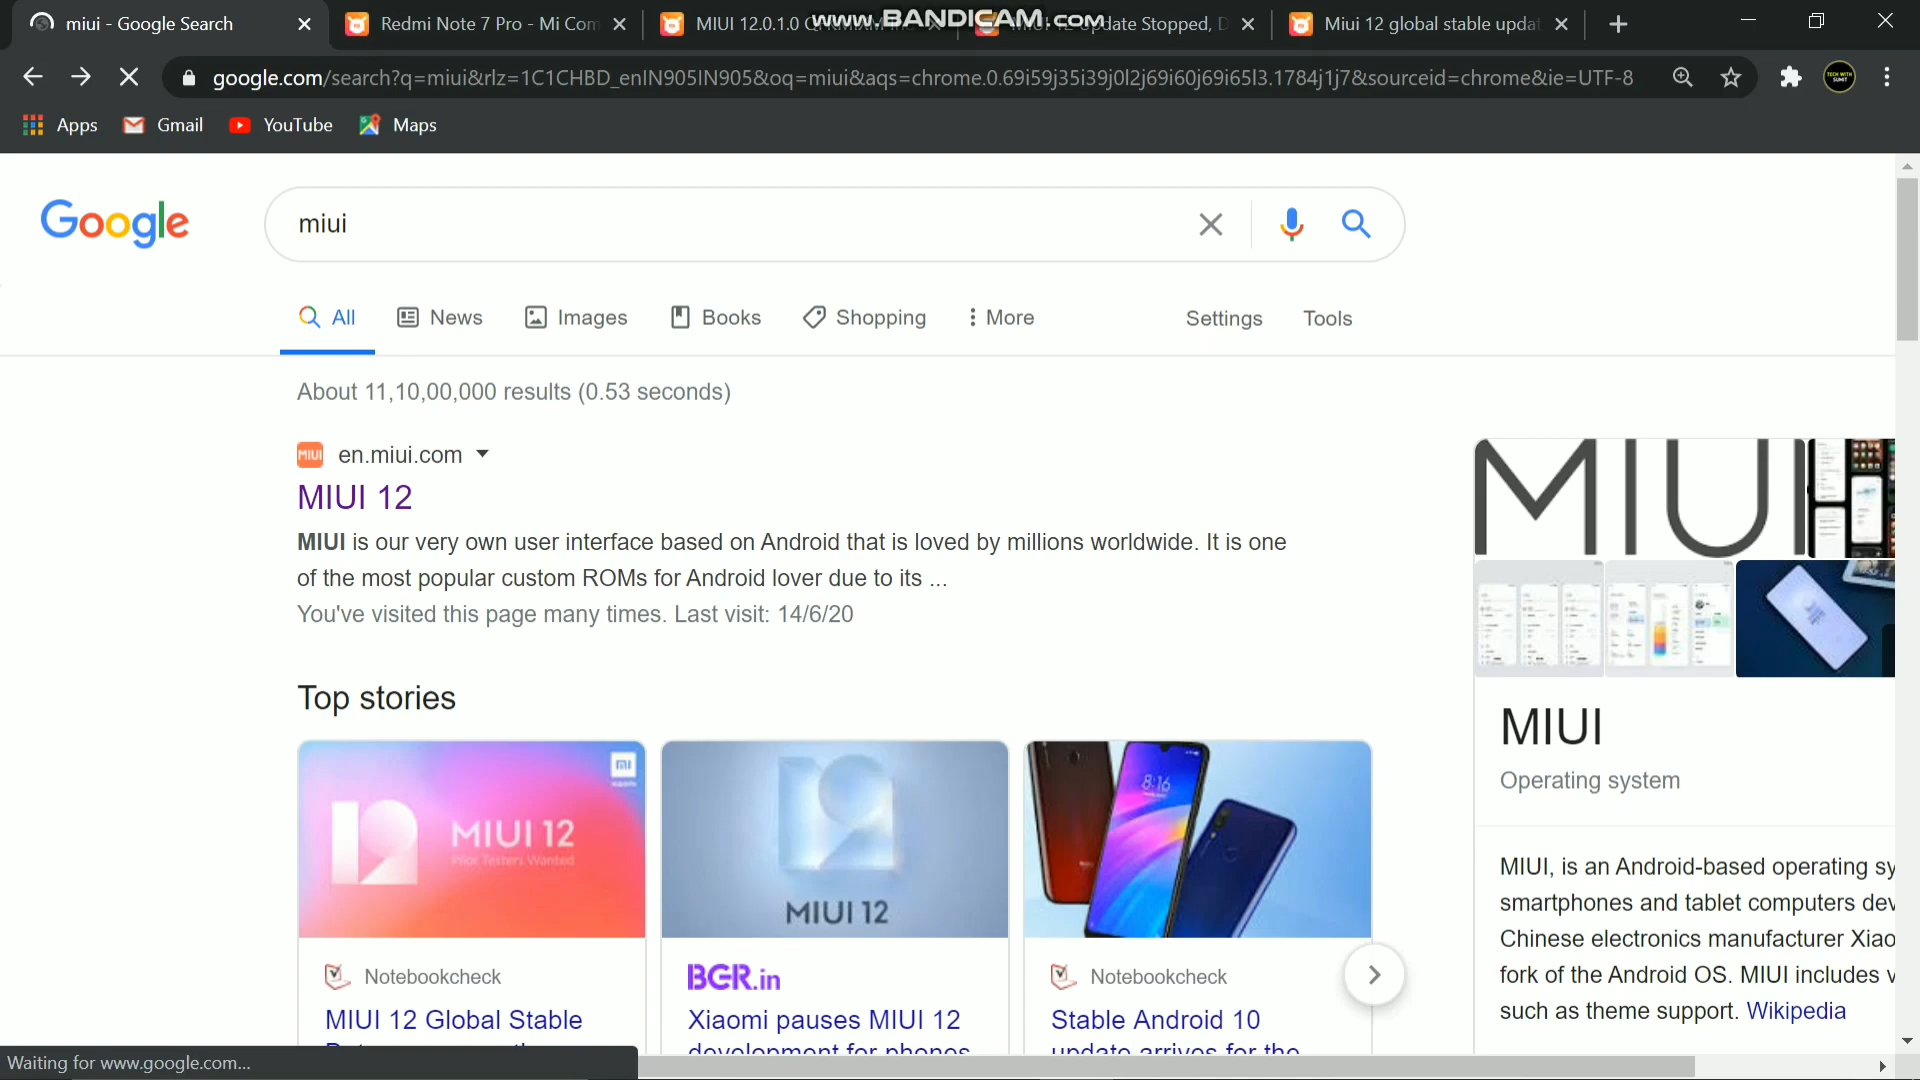 miui - Google Search
Redmi Note 7 Pro - Mi Com
MIUI 12.0.1.0
Update Stopped, D
Miui 12 global stable updat
www.BANDICAM.com
google.com/search?q=miui&rlz=1C1CHBD_enIN905IN905&oq=miui&aqs=chrome.0.69i59j35i39j0l2j69i60j69i65l3.1784j1j7&sourceid=chrome&ie=UTF-8
TECH WITH
SUMIT
Apps
Gmail
YouTube
Maps
Google
miui
All
News
Images
Books
Shopping
More
Settings
Tools
About 11,10,00,000 results (0.53 seconds)
MIUI
en.miui.com
MIUI 12
MIUI is our very own user interface based on Android that is loved by millions worldwide. It is one
of the most popular custom ROMs for Android lover due to its ...
You've visited this page many times. Last visit: 14/6/20
Top stories
MIUI 12
Pilot Testers Wanted
Notebookcheck
MIUI 12 Global Stable
MIUI 12
BGR.in
Xiaomi pauses MIUI 12
development for phones
8:16
Notebookcheck
Stable Android 10
update arrives for the
MIUI
MIUI
Operating system
MIUI, is an Android-based operating sy
smartphones and tablet computers dev
Chinese electronics manufacturer Xiao
fork of the Android OS. MIUI includes v
such as theme support. Wikipedia
Waiting for www.google.com...